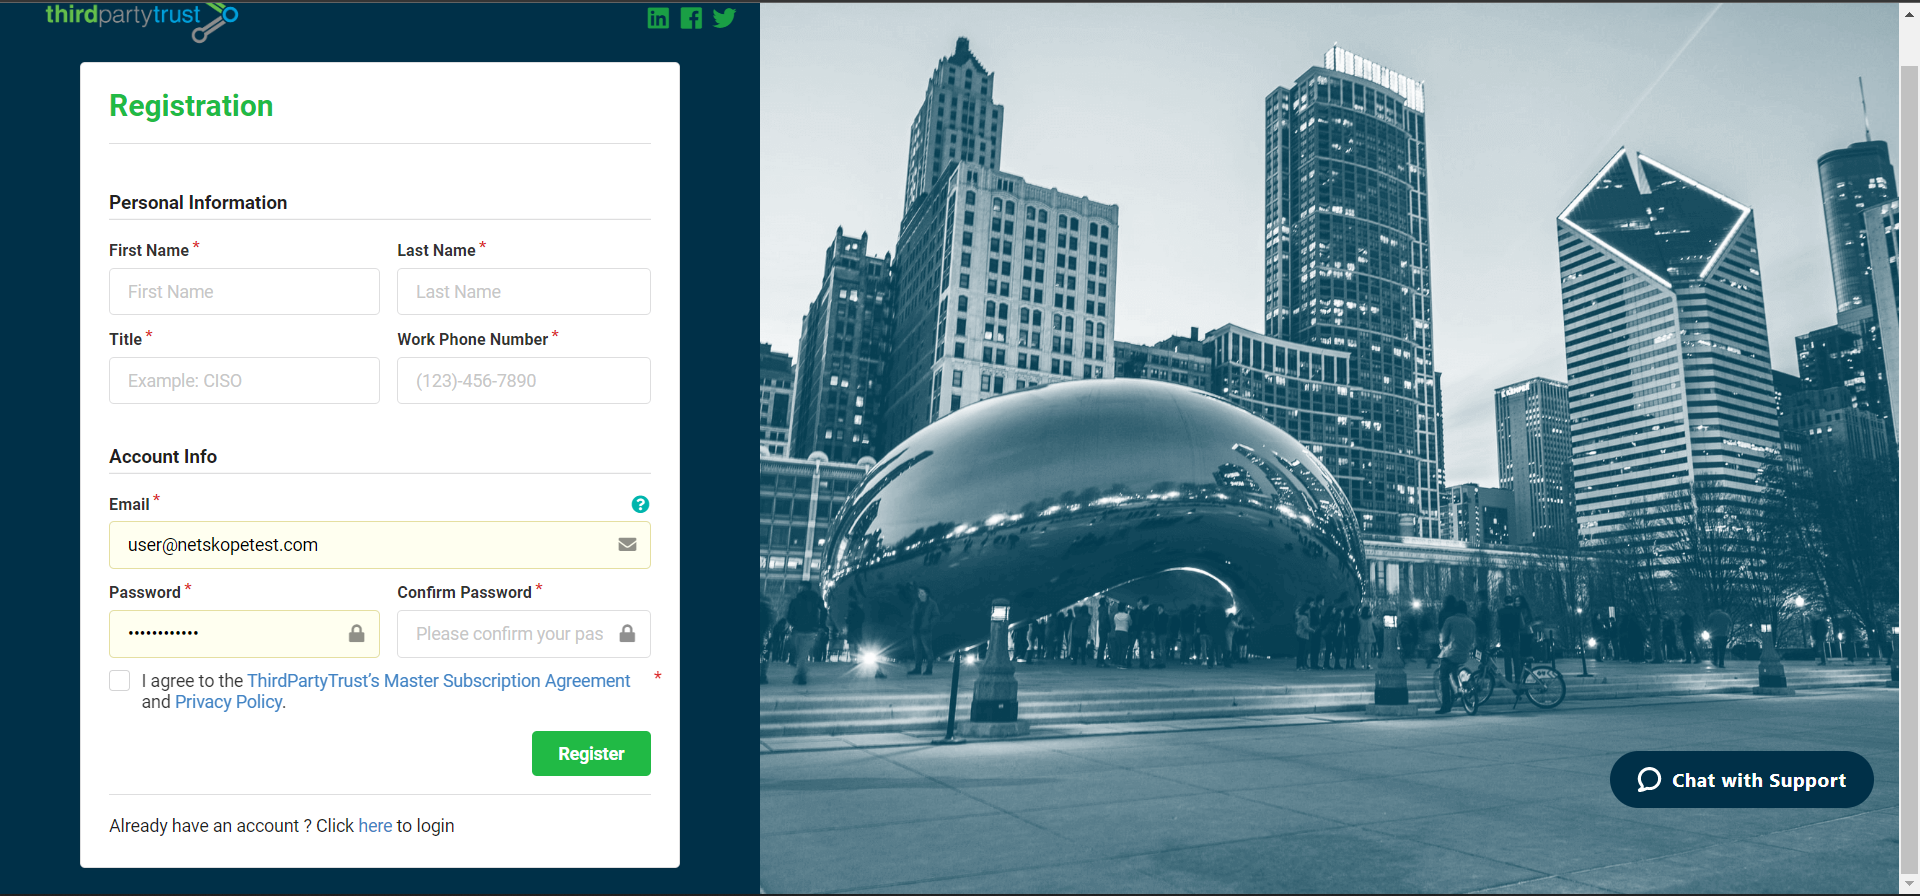 thirdpartytrust
Registration
Personal Information
First Name *
Last Name *
First Name
Last Name
Title *
Work Phone Number *
Example: CISO
(123)-456-7890
Account Info
Email *
user@netskopetest.com
Password *
Confirm Password *
••••••••••••
Please confirm your pas
I agree to the ThirdPartyTrust’s Master Subscription Agreement *
and Privacy Policy.
Register
Already have an account ? Click here to login
Chat with Support